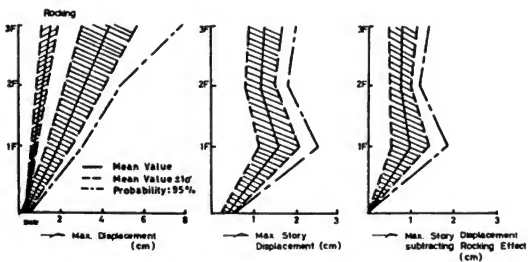 Rocking
3F
2F
1F
Mean Value
Mean Value±1σ
Probability:95%
2 4 6 8
Max. Displacement
(cm)
3F
2F
1F
1 2 3
Max. Story
Displacement (cm)
3F
2F
1F
0 1 2 3
Max. Story Displacement
subtracting Rocking Effect
(cm)